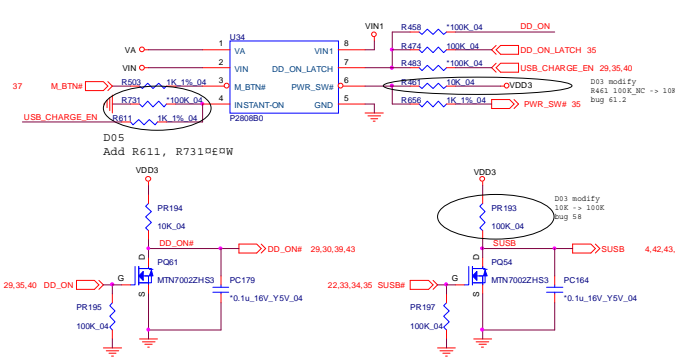 U34
VA
VIN
1
VA
2
VIN
3
M_BTN#
4
INSTANT-ON
P2808B0
VIN1
8
DD_ON_LATCH
7
PWR_SW#
6
GND
5
VIN1
37
M_BTN#
R503
1K_1%_04
R731
*100K_04
USB_CHARGE_EN
R611
1K_1%_04
D05
Add R611, R731¤£¤W
R458
*100K_04
DD_ON
R474
100K_04
DD_ON_LATCH 35
R483
*100K_04
USB_CHARGE_EN 29,35,40
R461
10K_04
VDD3
R656
1K_1%_04
PWR_SW# 35
D03 modify
R461 100K_NC -> 10K
bug 61.2
VDD3
PR194
10K_04
DD_ON#
DD_ON# 29,30,39,43
D
PQ61
G
MTN7002ZHS3
S
29,35,40 DD_ON
PR195
100K_04
PC179
*0.1u_16V_Y5V_04
VDD3
PR193
100K_04
D03 modify
10K -> 100K
bug 58
SUSB
SUSB 4,42,43,
D
PQ54
G
MTN7002ZHS3
S
22,33,34,35 SUSB#
PR197
100K_04
PC164
*0.1u_16V_Y5V_04